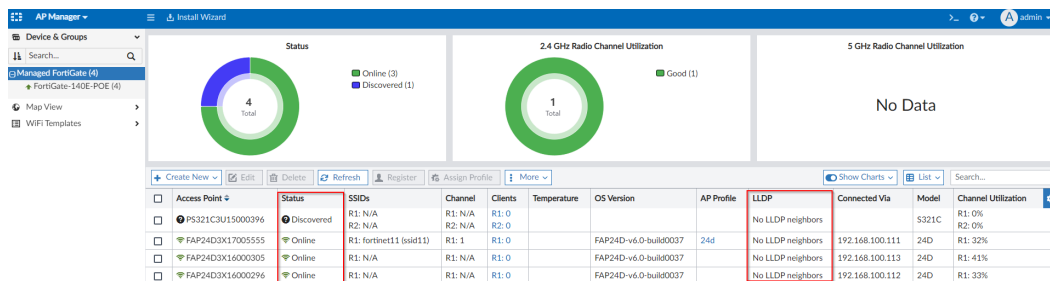 AP Manager
Install Wizard
admin
Device & Groups
Search...
Managed FortiGate (4)
FortiGate-140E-POE (4)
Map View
WiFi Templates
Status
4
Total
Online (3)
Discovered (1)
2.4 GHz Radio Channel Utilization
1
Total
Good (1)
5 GHz Radio Channel Utilization
No Data
Create New Edit Delete Refresh Register Assign Profile More Show Charts List Search...
Access Point Status SSIDs Channel Clients Temperature OS Version AP Profile LLDP Connected Via Model Channel Utilization
PS321C3U15000396 Discovered R1: N/A R1: N/A R1: 0 No LLDP neighbors S321C R1: 0%
R2: N/A R2: N/A R2: 0 R2: 0%
FAP24D3X17005555 Online R1: fortinet11 (ssid11) R1: 1 R1: 0 FAP24D-v6.0-build0037 24d No LLDP neighbors 192.168.100.111 24D R1: 32%
FAP24D3X16000305 Online R1: N/A R1: N/A R1: 0 FAP24D-v6.0-build0037 No LLDP neighbors 192.168.100.113 24D R1: 41%
FAP24D3X16000296 Online R1: N/A R1: N/A R1: 0 FAP24D-v6.0-build0037 No LLDP neighbors 192.168.100.112 24D R1: 33%